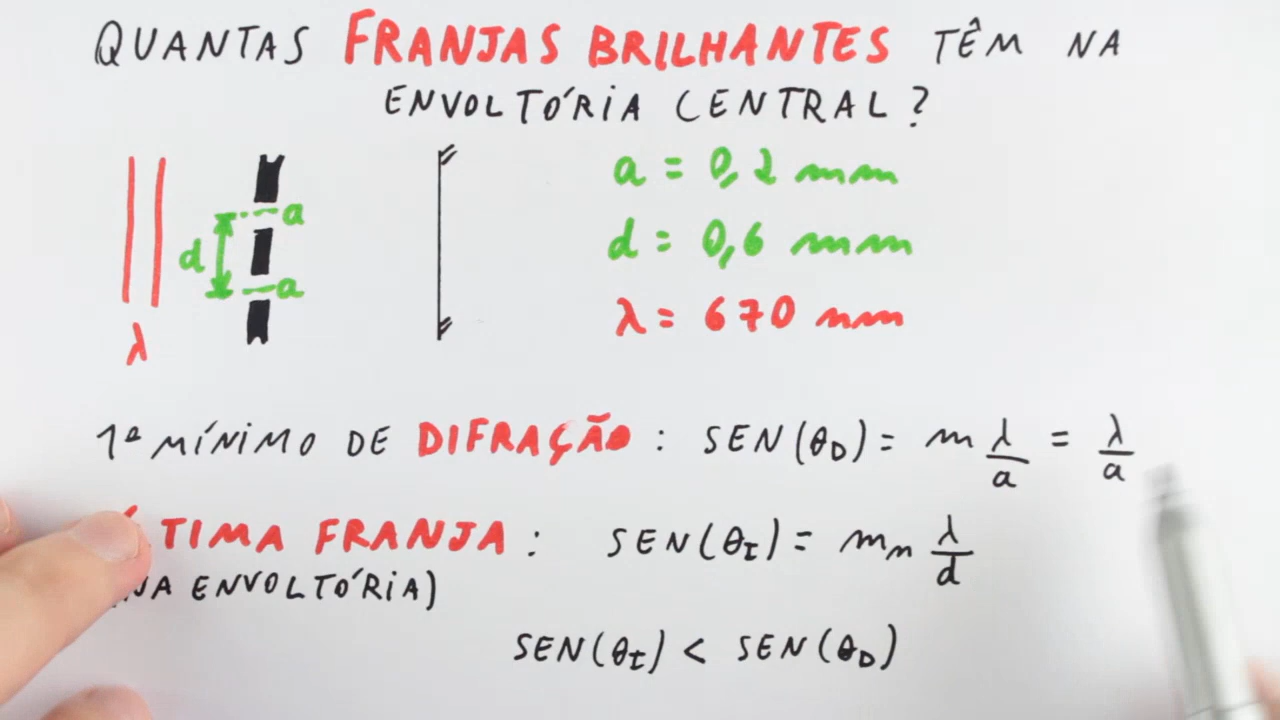 QUANTAS FRANJAS BRILHANTES TÊM NA
ENVOLTÓRIA CENTRAL?
a = 0,2 mm
d = 0,6 mm
λ = 670 nm
a
d
a
λ
1º MÍNIMO DE DIFRAÇÃO : SEN(θD) = m λ/a = λ/a
TIMA FRANJA : SEN(θI) = mn λ/d
ENVOLTÓRIA)
SEN(θI) < SEN(θD)